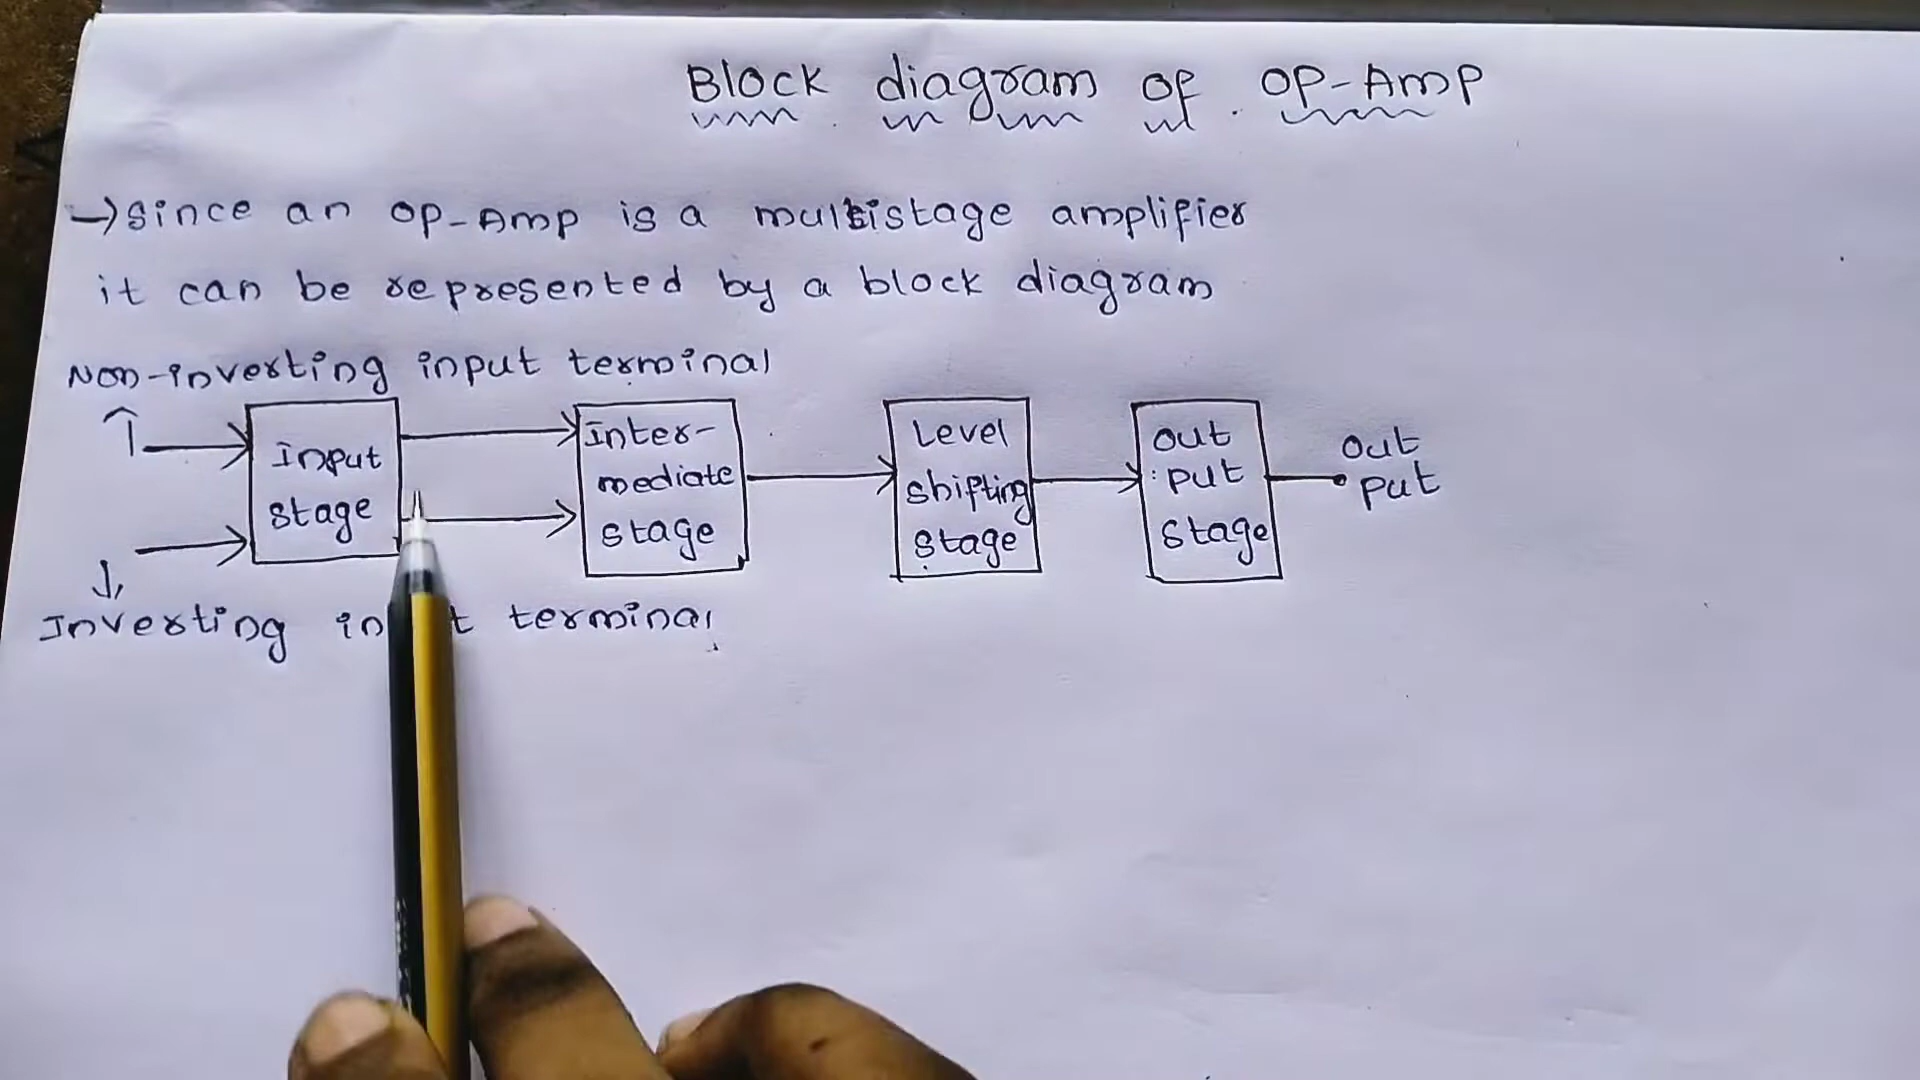 Block diagram of OP-Amp
→ since an OP-Amp is a multistage amplifier
it can be represented by a block diagram
Non-inverting input terminal
Input
stage
Inter-
mediate
stage
Level
shifting
stage
out
put
stage
out
put
Inverting terminal